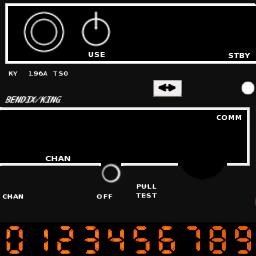 USE
STBY
KY 196A TSO
BENDIX/KING
COMM
CHAN
PULL
TEST
CHAN
OFF
0123456789